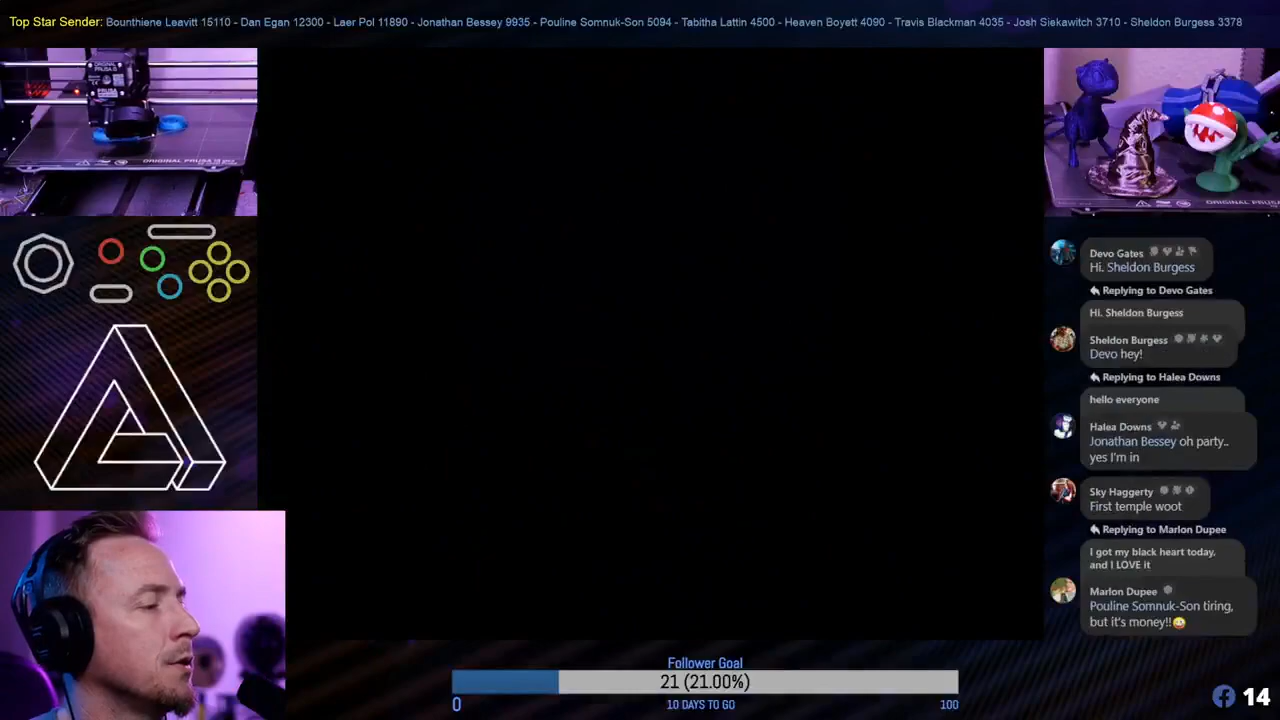 Top Star Sender: Bounthiene Leavitt 15110 - Dan Egan 12300 - Laer Pol 11890 - Jonathan Bessey 9935 - Pouline Somnuk-Son 5094 - Tabitha Lattin 4500 - Heaven Boyett 4090 - Travis Blackman 4035 - Josh Siekawitch 3710 - Sheldon Burgess 3378
ORIGINAL PRUSA
Devo Gates
Hi. Sheldon Burgess
Replying to Devo Gates
Hi. Sheldon Burgess
Sheldon Burgess
Devo hey!
Replying to Halea Downs
hello everyone
Halea Downs
Jonathan Bessey oh party..
yes I'm in
Sky Haggerty
First temple woot
Replying to Marlon Dupee
I got my black heart today.
and I LOVE it
Marlon Dupee
Pouline Somnuk-Son tiring,
but it's money!!😜
Follower Goal
21 (21.00%)
0
10 DAYS TO GO
100
14